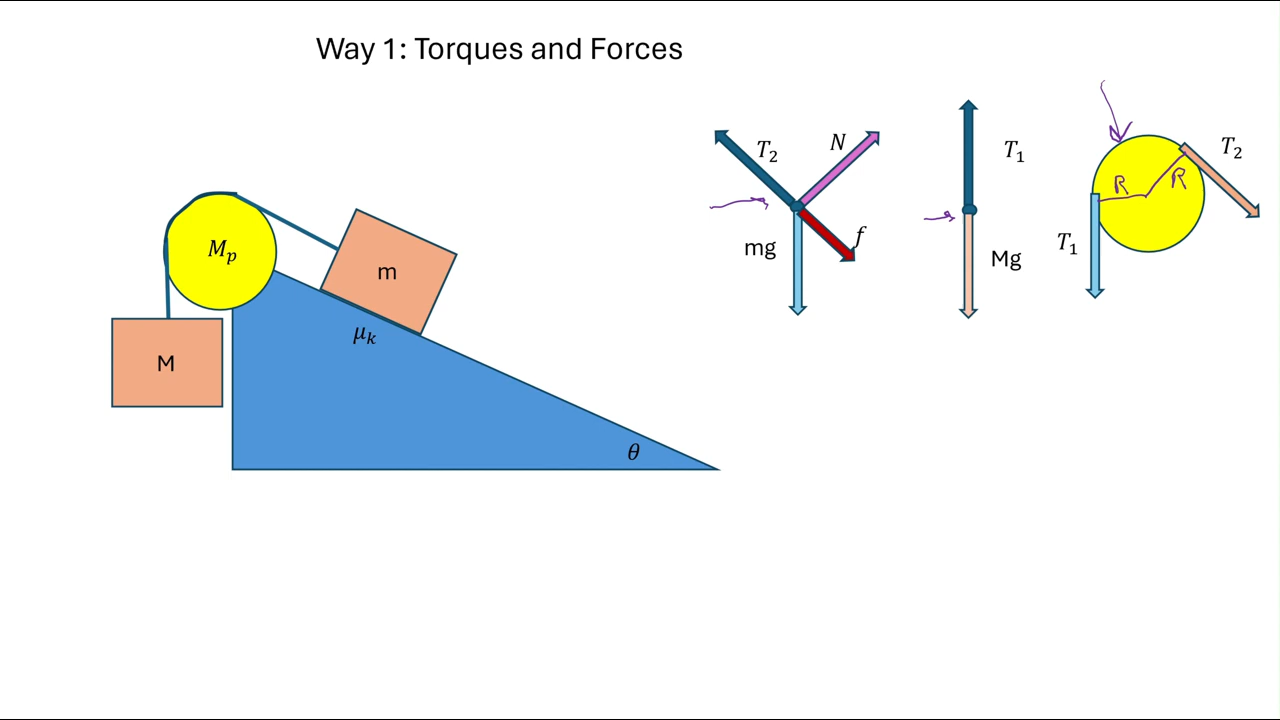 Way 1: Torques and Forces
M_p
m
μ_k
M
θ
T_2
N
mg
f
T_1
Mg
T_2
R
R
T_1